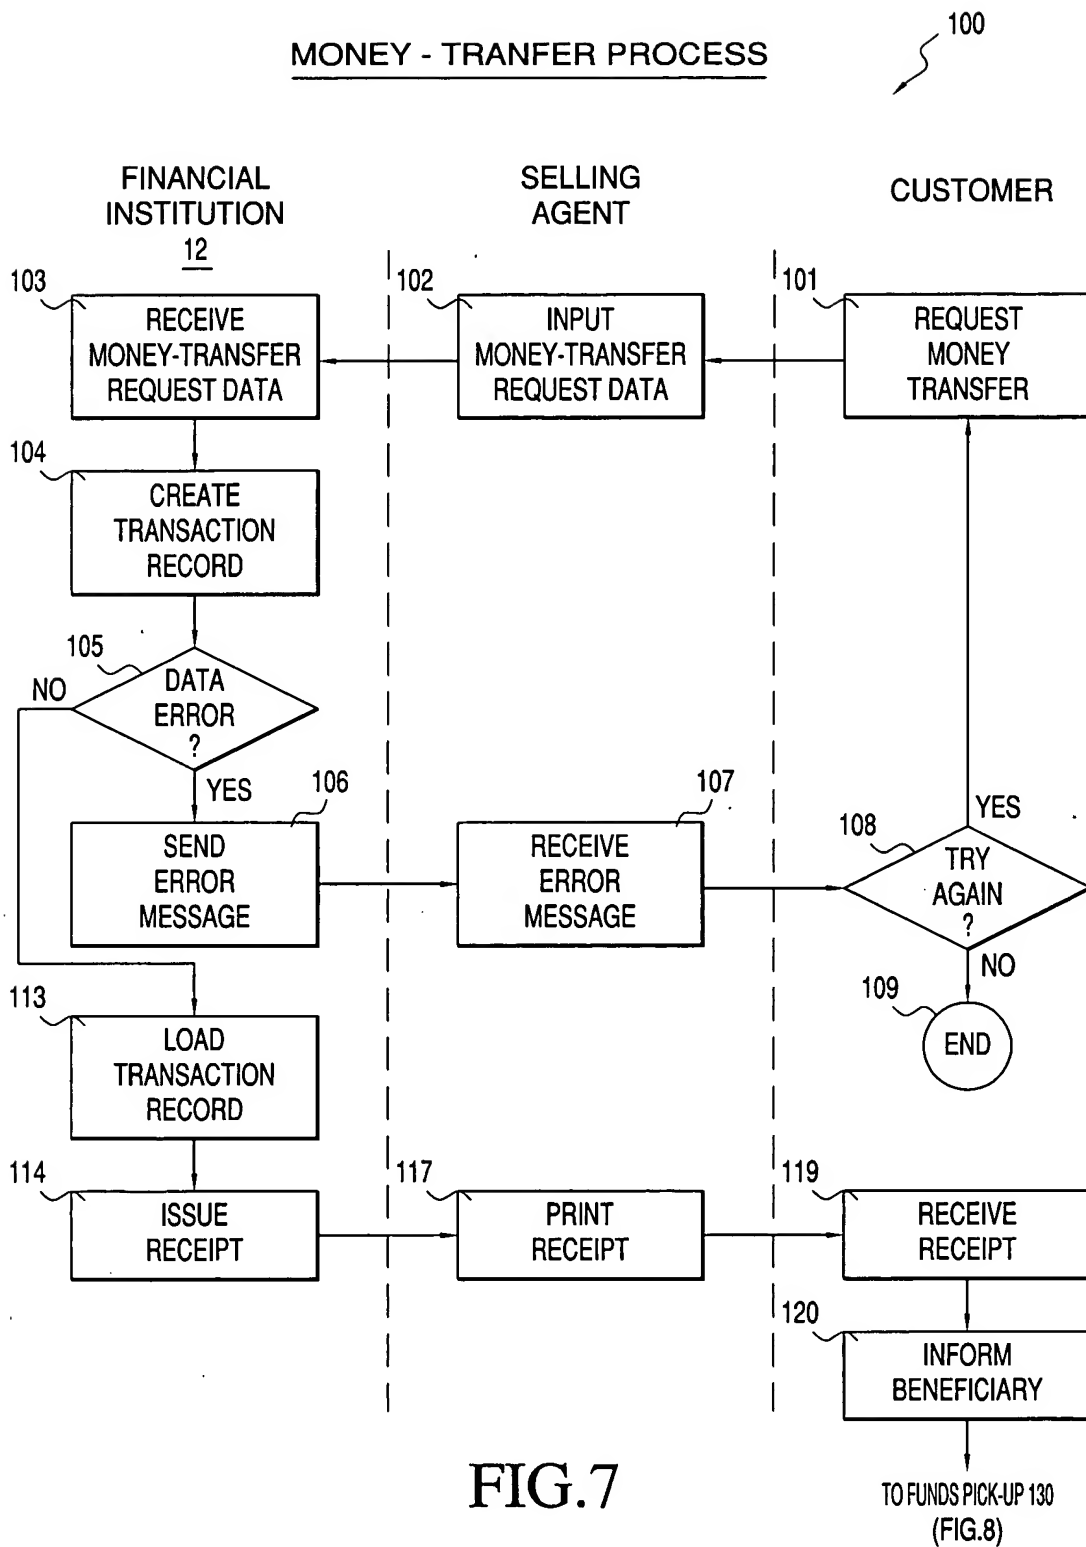 100
MONEY - TRANFER PROCESS
FINANCIAL
INSTITUTION
12
SELLING
AGENT
CUSTOMER
103
RECEIVE
MONEY-TRANSFER
REQUEST DATA
102
INPUT
MONEY-TRANSFER
REQUEST DATA
101
REQUEST
MONEY
TRANSFER
104
CREATE
TRANSACTION
RECORD
105
NO
DATA
ERROR
?
YES
106
SEND
ERROR
MESSAGE
107
RECEIVE
ERROR
MESSAGE
YES
108
TRY
AGAIN
?
NO
109
END
113
LOAD
TRANSACTION
RECORD
114
ISSUE
RECEIPT
117
PRINT
RECEIPT
119
RECEIVE
RECEIPT
120
INFORM
BENEFICIARY
TO FUNDS PICK-UP 130
(FIG.8)
FIG.7